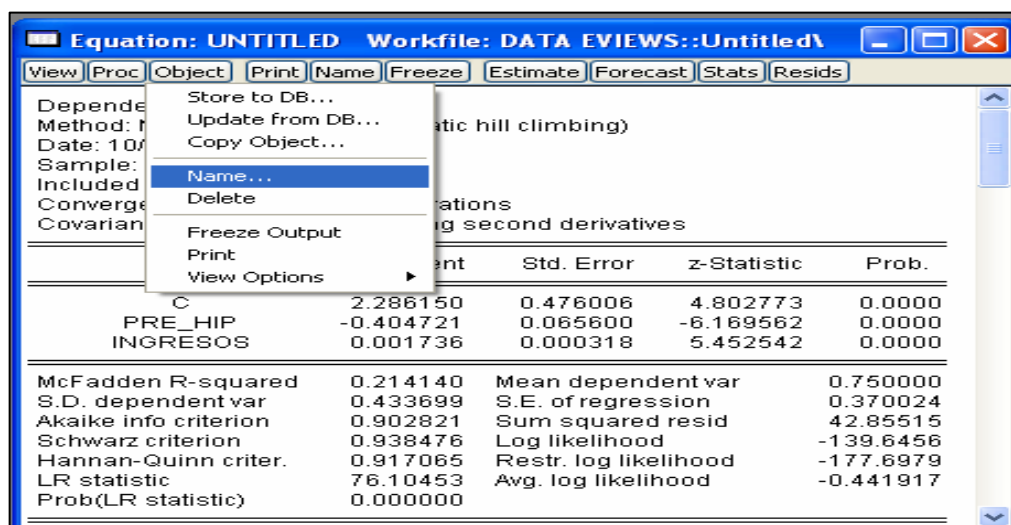 Equation: UNTITLED Workfile: DATA EVIEWS::Untitled\
View Proc Object Print Name Freeze Estimate Forecast Stats Resids
Store to DB...
Update from DB...
Copy Object...
Name...
Delete
Freeze Output
Print
View Options
Depende
Method: atic hill climbing)
Date: 10/
Sample:
Included
Converge ations
Covarian g second derivatives
nt Std. Error z-Statistic Prob.
C 2.286150 0.476006 4.802773 0.0000
PRE_HIP -0.404721 0.065600 -6.169562 0.0000
INGRESOS 0.001736 0.000318 5.452542 0.0000
McFadden R-squared 0.214140 Mean dependent var 0.750000
S.D. dependent var 0.433699 S.E. of regression 0.370024
Akaike info criterion 0.902821 Sum squared resid 42.85515
Schwarz criterion 0.938476 Log likelihood -139.6456
Hannan-Quinn criter. 0.917065 Restr. log likelihood -177.6979
LR statistic 76.10453 Avg. log likelihood -0.441917
Prob(LR statistic) 0.000000